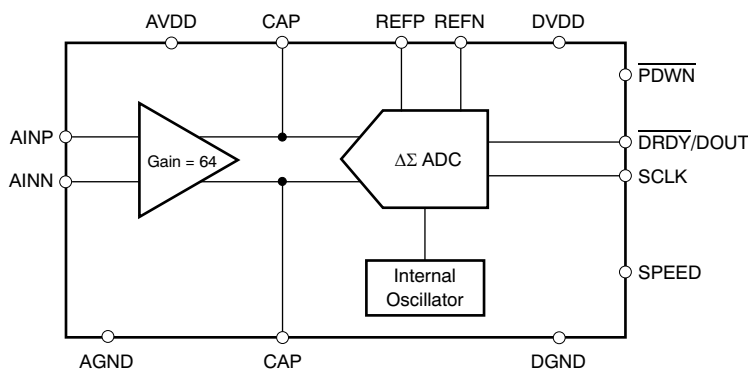 AVDD CAP REFP REFN DVDD
PDWN
AINP
Gain = 64
ΔΣ ADC
DRDY/DOUT
AINN
SCLK
Internal
Oscillator
SPEED
AGND CAP DGND